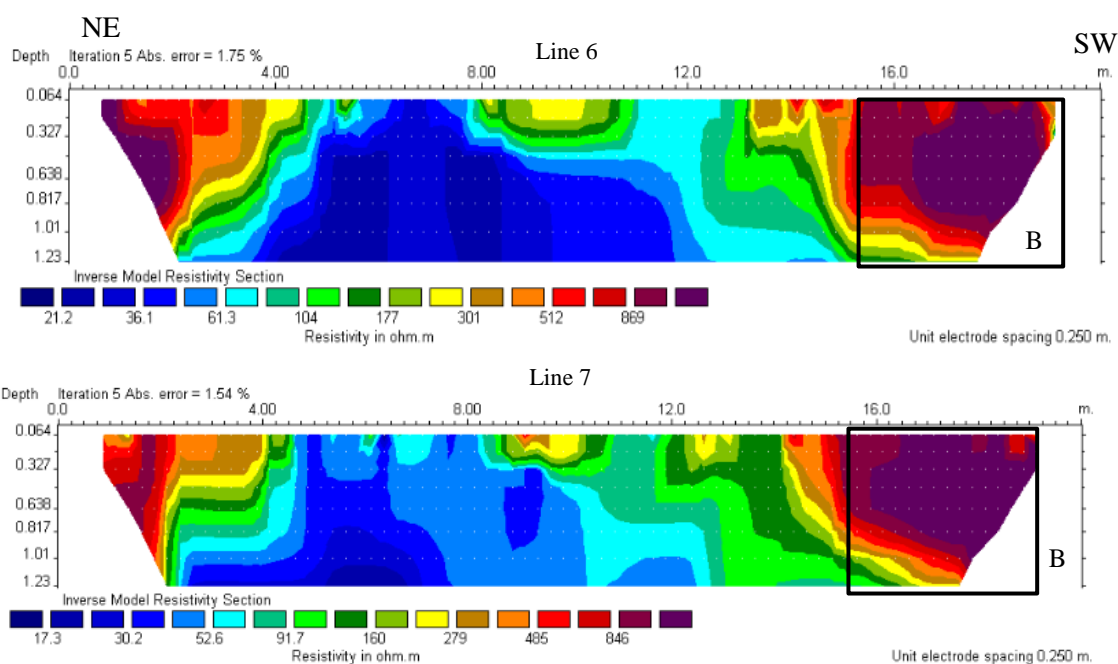 NE
Line 6
SW
Depth Iteration 5 Abs. error = 1.75 %
0.0 4.00 8.00 12.0 16.0 m.
0.064
0.327
0.638
0.817
1.01
1.23
B
Inverse Model Resistivity Section
21.2 36.1 61.3 104 177 301 512 869
Resistivity in ohm.m
Unit electrode spacing 0.250 m.
Line 7
Depth Iteration 5 Abs. error = 1.54 %
0.0 4.00 8.00 12.0 16.0 m.
0.064
0.327
0.638
0.817
1.01
1.23
B
Inverse Model Resistivity Section
17.3 30.2 52.6 91.7 160 279 485 846
Resistivity in ohm.m
Unit electrode spacing 0.250 m.